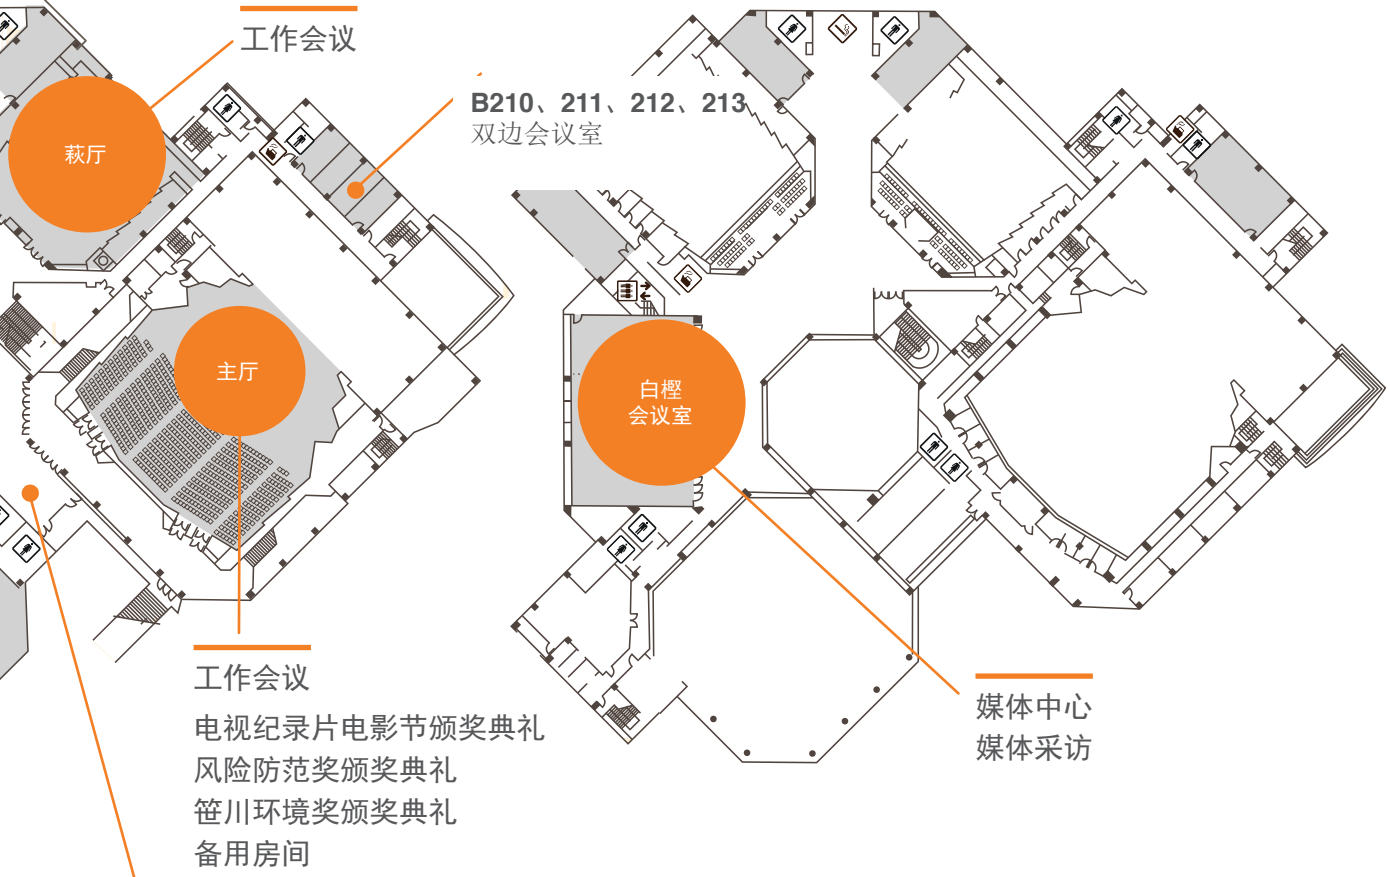 工作会议
B210、211、212、213
双边会议室
萩厅
主厅
白樫
会议室
工作会议
电视纪录片电影节颁奖典礼
风险防范奖颁奖典礼
笹川环境奖颁奖典礼
备用房间
媒体中心
媒体采访